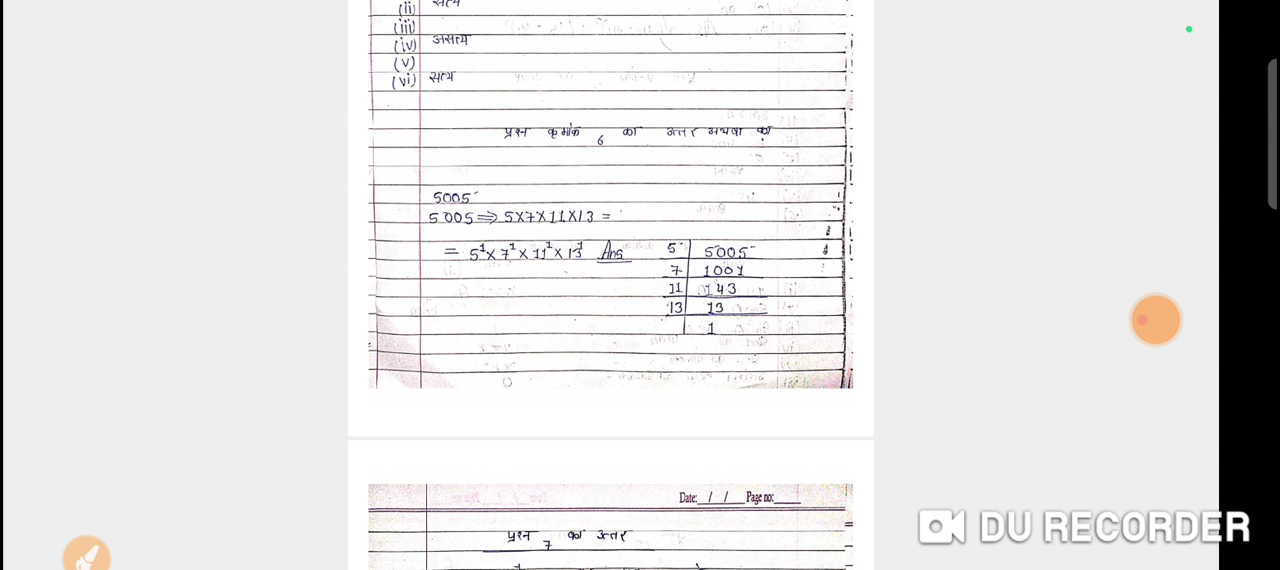 (ii) सत्य
(iii)
(iv) असत्य
(v)
(vi) सत्य
प्रश्न क्रमांक 6 का उत्तर अथवा का
5005
5005 ⇒ 5×7×11×13 =
= 5¹×7¹×11¹×13¹ Ans
5 | 5005
7 | 1001
11 | 143
13 | 13
| 1
Date: / / Page no:
प्रश्न 7 का उत्तर
DU RECORDER